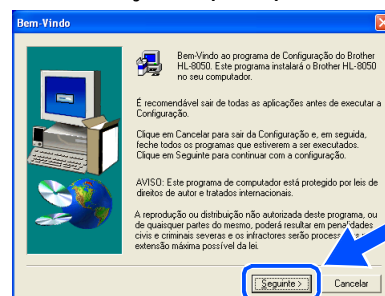 Bem-Vindo
Bem-Vindo ao programa de Configuração do Brother
HL-8050. Este programa instalará o Brother HL-8050
no seu computador.
É recomendável sair de todas as aplicações antes de executar a
Configuração.
Clique em Cancelar para sair da Configuração e, em seguida,
feche todos os programas que estiverem a ser executados.
Clique em Seguinte para continuar com a configuração.
AVISO: Este programa de computador está protegido por leis de
direitos de autor e tratados internacionais.
A reprodução ou distribuição não autorizada deste programa, ou
de quaisquer partes do mesmo, poderá resultar em penalidades
civis e criminais severas e os infractores serão
extensão máxima possível da lei.
Seguinte >
Cancelar